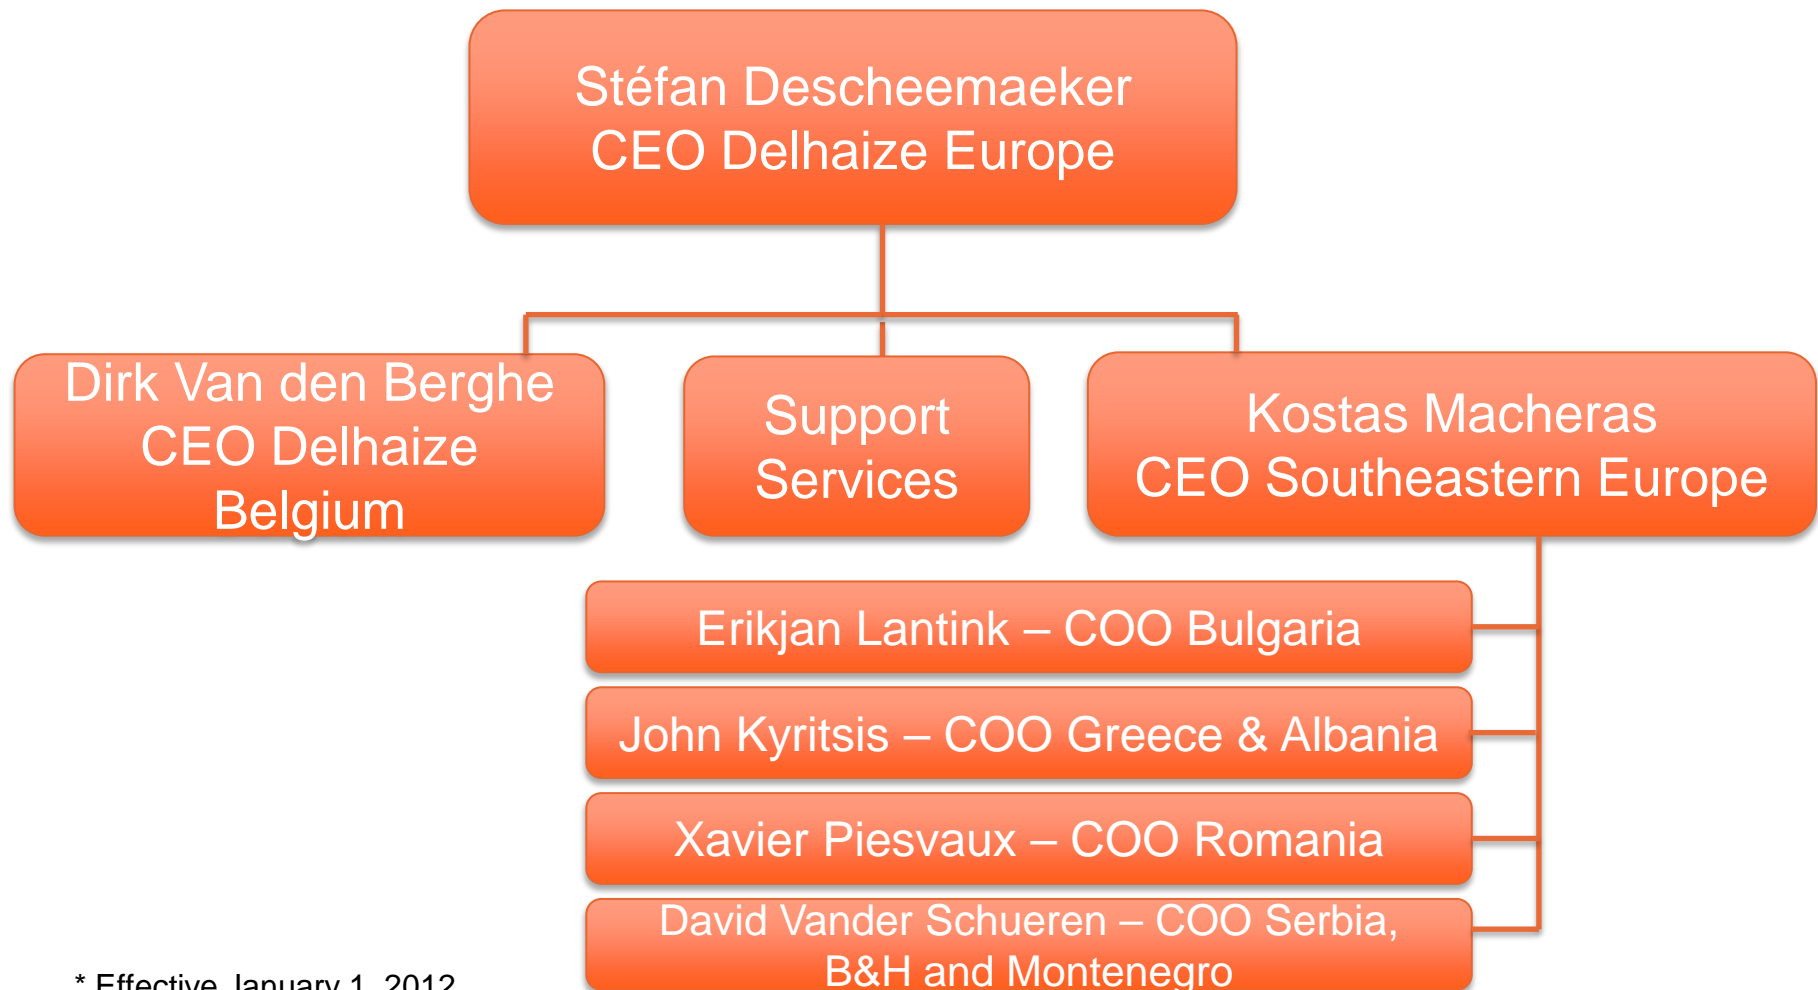 Stéfan Descheemaeker
CEO Delhaize Europe
Dirk Van den Berghe
CEO Delhaize
Belgium
Support
Services
Kostas Macheras
CEO Southeastern Europe
Erikjan Lantink – COO Bulgaria
John Kyritsis – COO Greece & Albania
Xavier Piesvaux – COO Romania
David Vander Schueren – COO Serbia,
B&H and Montenegro
* Effective January 1, 2012